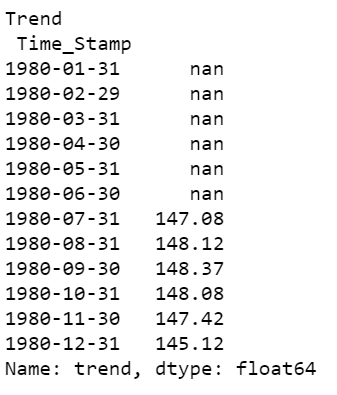 Trend
 Time_Stamp
1980-01-31       nan
1980-02-29       nan
1980-03-31       nan
1980-04-30       nan
1980-05-31       nan
1980-06-30       nan
1980-07-31   147.08
1980-08-31   148.12
1980-09-30   148.37
1980-10-31   148.08
1980-11-30   147.42
1980-12-31   145.12
Name: trend, dtype: float64